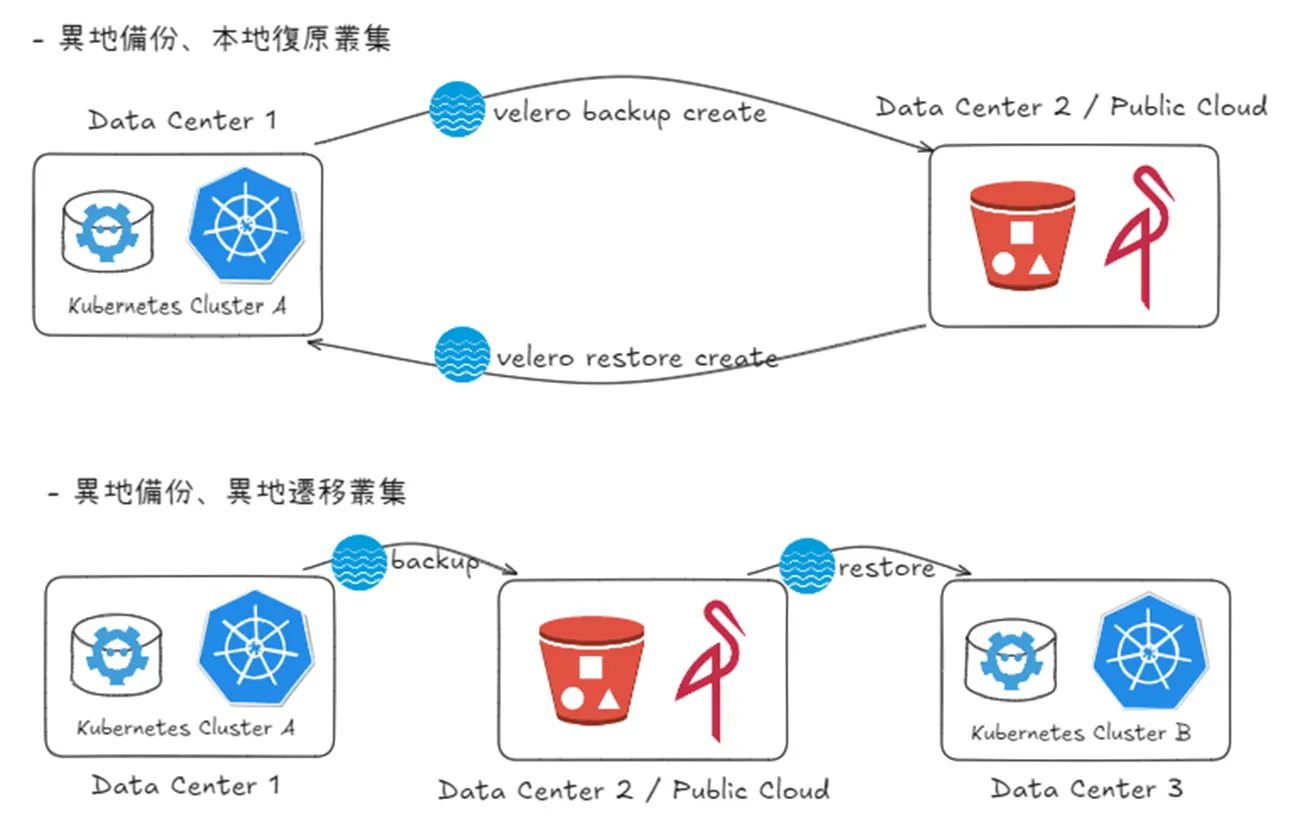 - 異地備份、本地復原叢集
Data Center 1
velero backup create
Data Center 2 / Public Cloud
Kubernetes Cluster A
velero restore create
- 異地備份、異地遷移叢集
backup
restore
Kubernetes Cluster A
Kubernetes Cluster B
Data Center 1
Data Center 2 / Public Cloud
Data Center 3